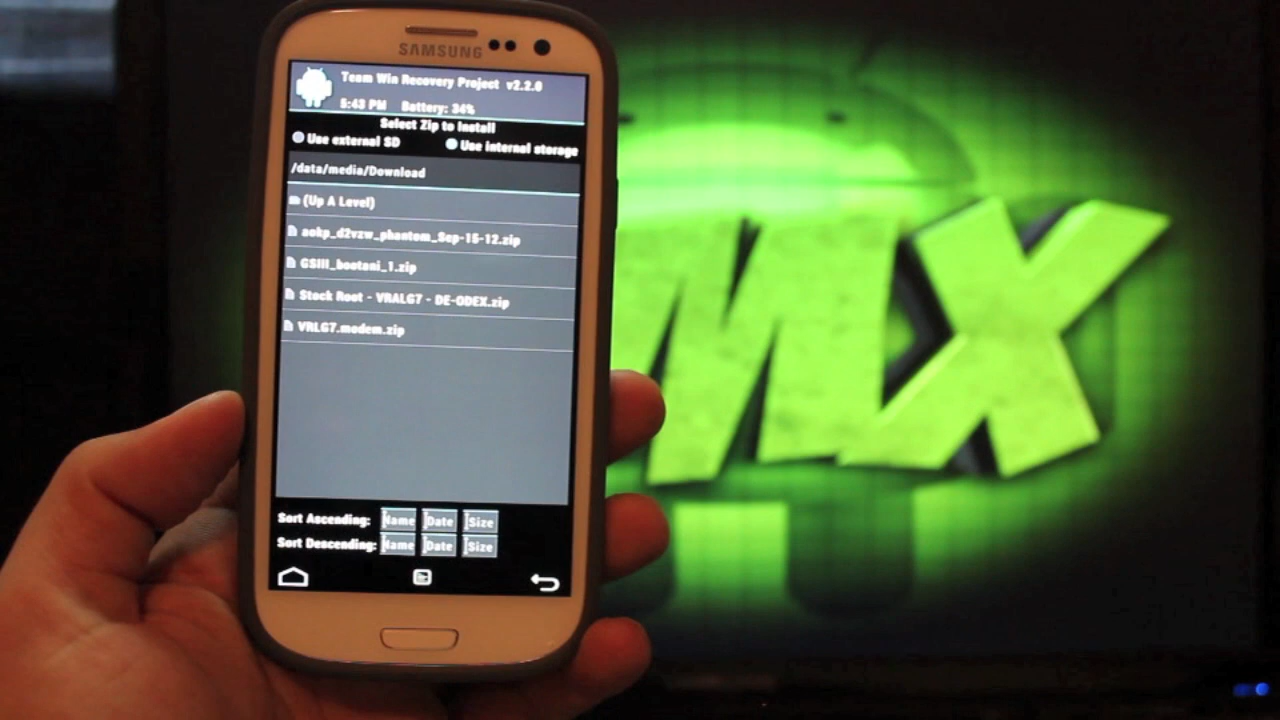 SAMSUNG
Team Win Recovery Project v2.2.0
5:43 PM Battery: 34%
Select Zip to Install
Use external SD Use internal storage
/data/media/Download
(Up A Level)
aokp_d2vzw_phantom_Sep-15-12.zip
GSIII_bootani_1.zip
Stock Root - VRALG7 - DE-ODEX.zip
VRLG7.modem.zip
Sort Ascending: Name Date Size
Sort Descending: Name Date Size
MX